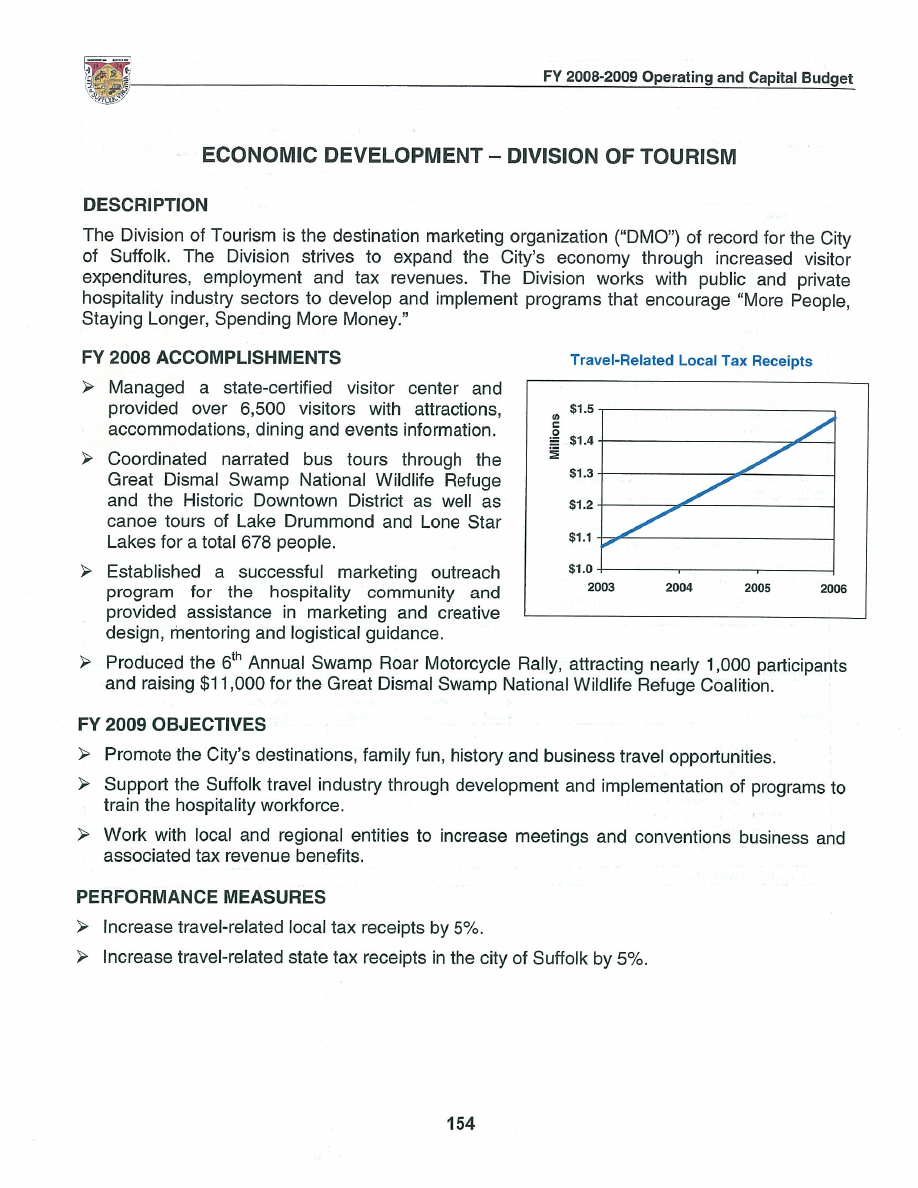 FY 2008-2009 Operating and Capital Budget
ECONOMIC DEVELOPMENT – DIVISION OF TOURISM
DESCRIPTION
The Division of Tourism is the destination marketing organization (“DMO”) of record for the City
of Suffolk. The Division strives to expand the City’s economy through increased visitor
expenditures, employment and tax revenues. The Division works with public and private
hospitality industry sectors to develop and implement programs that encourage “More People,
Staying Longer, Spending More Money.”
FY 2008 ACCOMPLISHMENTS
➢ Managed a state-certified visitor center and
provided over 6,500 visitors with attractions,
accommodations, dining and events information.
➢ Coordinated narrated bus tours through the
Great Dismal Swamp National Wildlife Refuge
and the Historic Downtown District as well as
canoe tours of Lake Drummond and Lone Star
Lakes for a total 678 people.
➢ Established a successful marketing outreach
program for the hospitality community and
provided assistance in marketing and creative
design, mentoring and logistical guidance.
Travel-Related Local Tax Receipts
Millions
$1.5
$1.4
$1.3
$1.2
$1.1
$1.0
2003 2004 2005 2006
➢ Produced the 6th Annual Swamp Roar Motorcycle Rally, attracting nearly 1,000 participants
and raising $11,000 for the Great Dismal Swamp National Wildlife Refuge Coalition.
FY 2009 OBJECTIVES
➢ Promote the City’s destinations, family fun, history and business travel opportunities.
➢ Support the Suffolk travel industry through development and implementation of programs to
train the hospitality workforce.
➢ Work with local and regional entities to increase meetings and conventions business and
associated tax revenue benefits.
PERFORMANCE MEASURES
➢ Increase travel-related local tax receipts by 5%.
➢ Increase travel-related state tax receipts in the city of Suffolk by 5%.
154